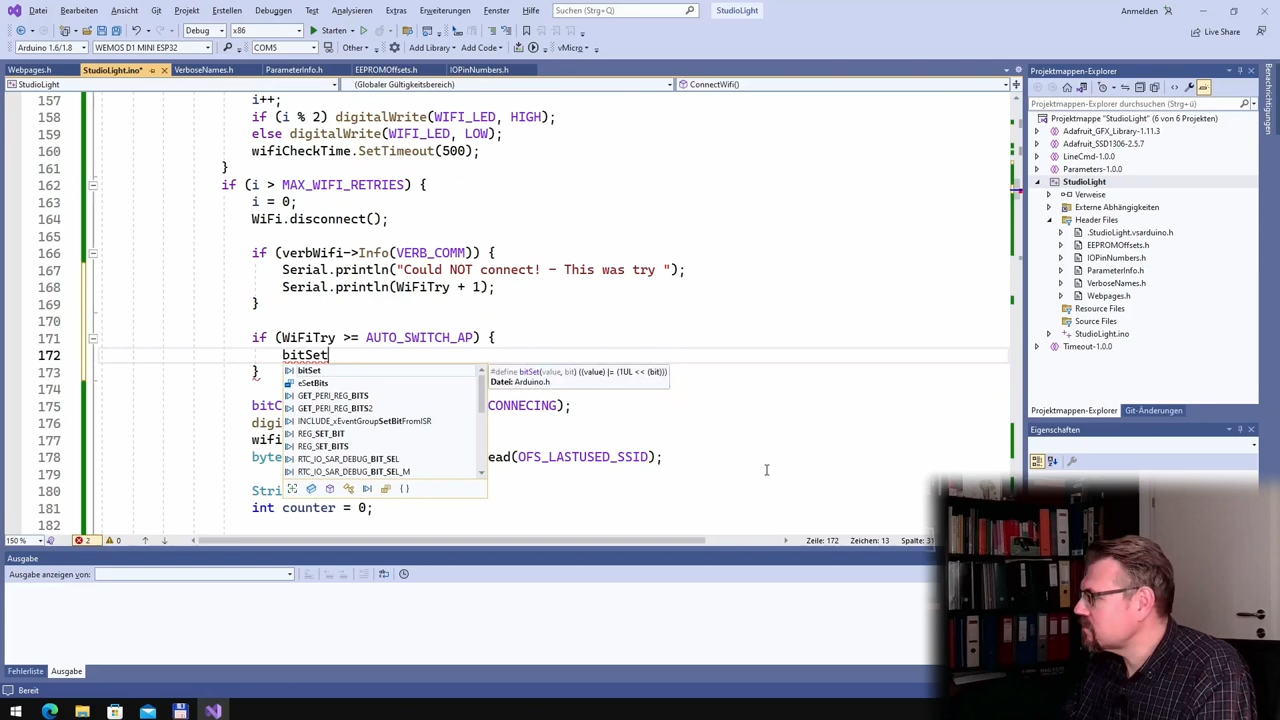 Datei Bearbeiten Ansicht Git Projekt Erstellen Debuggen Test Analysieren Extras Erweiterungen Fenster Hilfe Suchen (Strg+Q) StudioLight Anmelden
Debug x86 Starten Live Share
Arduino 1.6/1.8 WEMOS D1 MINI ESP32 COM5 Other Add Library Add Code vMicro
Webpages.h StudioLight.ino* VerboseNames.h ParameterInfo.h EEPROMOffsets.h IOPinNumbers.h
StudioLight (Globaler Gültigkeitsbereich) ConnectWifi()
157 i++;
158 if (i % 2) digitalWrite(WIFI_LED, HIGH);
159 else digitalWrite(WIFI_LED, LOW);
160 wifiCheckTime.SetTimeout(500);
161 }
162 if (i > MAX_WIFI_RETRIES) {
163 i = 0;
164 WiFi.disconnect();
165
166 if (verbWifi->Info(VERB_COMM)) {
167 Serial.println("Could NOT connect! - This was try ");
168 Serial.println(WiFiTry + 1);
169 }
170
171 if (WiFiTry >= AUTO_SWITCH_AP) {
172 bitSet
173 }
174
175 bitC CONNECING);
176 digi
177 wifi
178 byte ead(OFS_LASTUSED_SSID);
179
180 Stri
181 int counter = 0;
182
bitSet
eSetBits
GET_PERI_REG_BITS
GET_PERI_REG_BITS2
INCLUDE_xEventGroupSetBitFromISR
REG_SET_BIT
REG_SET_BITS
RTC_IO_SAR_DEBUG_BIT_SEL
RTC_IO_SAR_DEBUG_BIT_SEL_M
#define bitSet(value, bit) ((value) |= (1UL << (bit)))
Datei: Arduino.h
150 % 2 0 Zeile: 172 Zeichen: 13 Spalte: 31
Ausgabe
Ausgabe anzeigen von:
Fehlerliste Ausgabe
Bereit
Projektmappen-Explorer
Projektmappen-Explorer durchsuchen (Strg+ü)
Projektmappe "StudioLight" (6 von 6 Projekten)
Adafruit_GFX_Library-1.11.3
Adafruit_SSD1306-2.5.7
LineCmd-1.0.0
Parameters-1.0.0
StudioLight
Verweise
Externe Abhängigkeiten
Header Files
.StudioLight.vsarduino.h
EEPROMOffsets.h
IOPinNumbers.h
ParameterInfo.h
VerboseNames.h
Webpages.h
Resource Files
Source Files
StudioLight.ino
Timeout-1.0.0
Projektmappen-Explorer Git-Änderungen
Eigenschaften
Benachrichtigungen